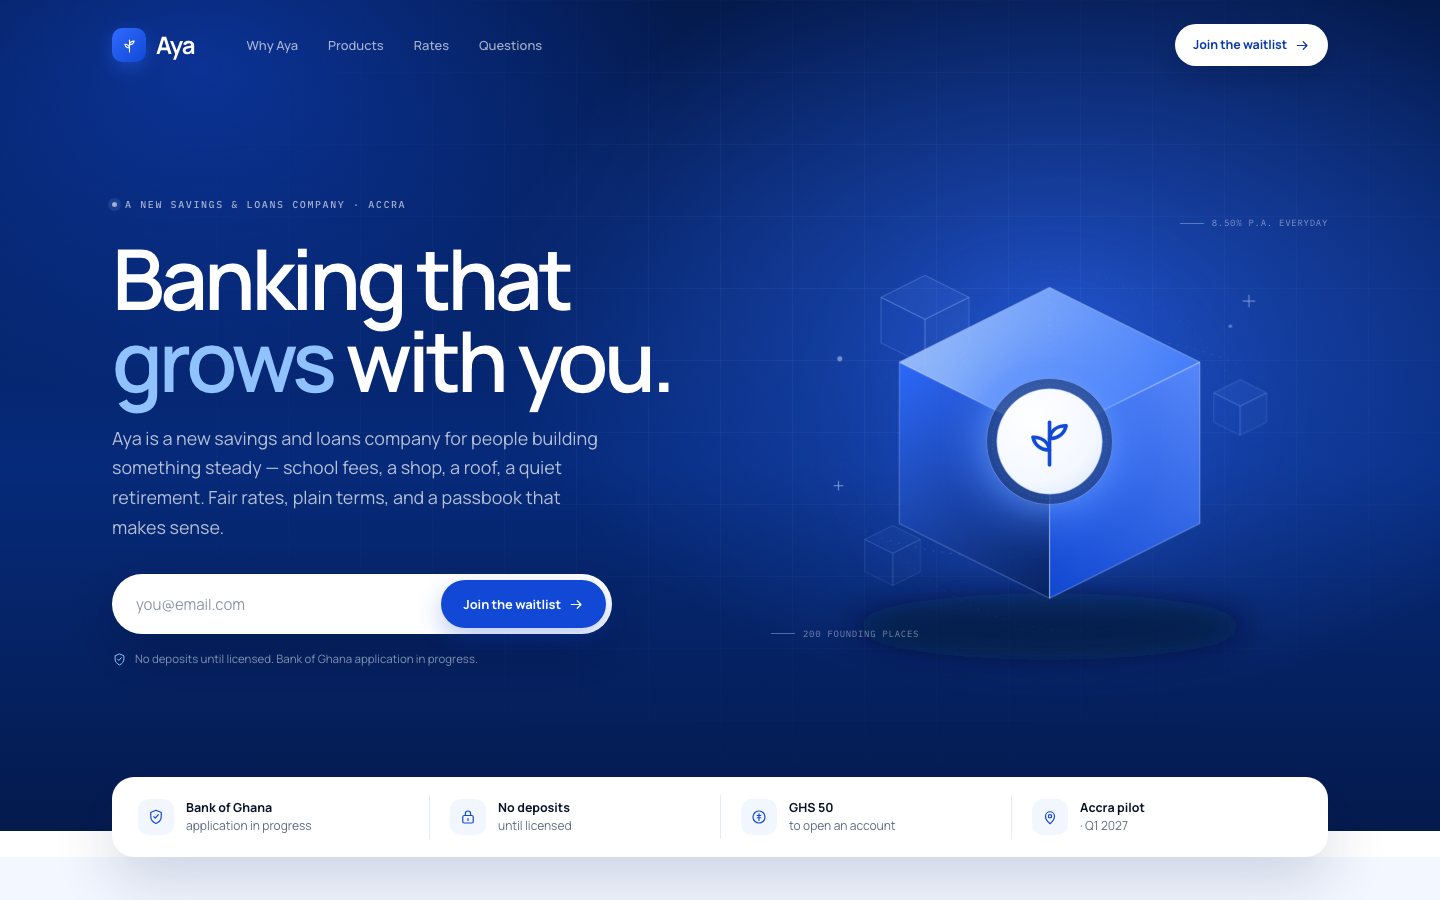 Aya
Why Aya
Products
Rates
Questions
Join the waitlist
A NEW SAVINGS & LOANS COMPANY · ACCRA
8.50% P.A. EVERYDAY
Banking that
grows with you.
Aya is a new savings and loans company for people building
something steady — school fees, a shop, a roof, a quiet
retirement. Fair rates, plain terms, and a passbook that
makes sense.
you@email.com
Join the waitlist
200 FOUNDING PLACES
No deposits until licensed. Bank of Ghana application in progress.
Bank of Ghana
application in progress
No deposits
until licensed
GHS 50
to open an account
Accra pilot
· Q1 2027